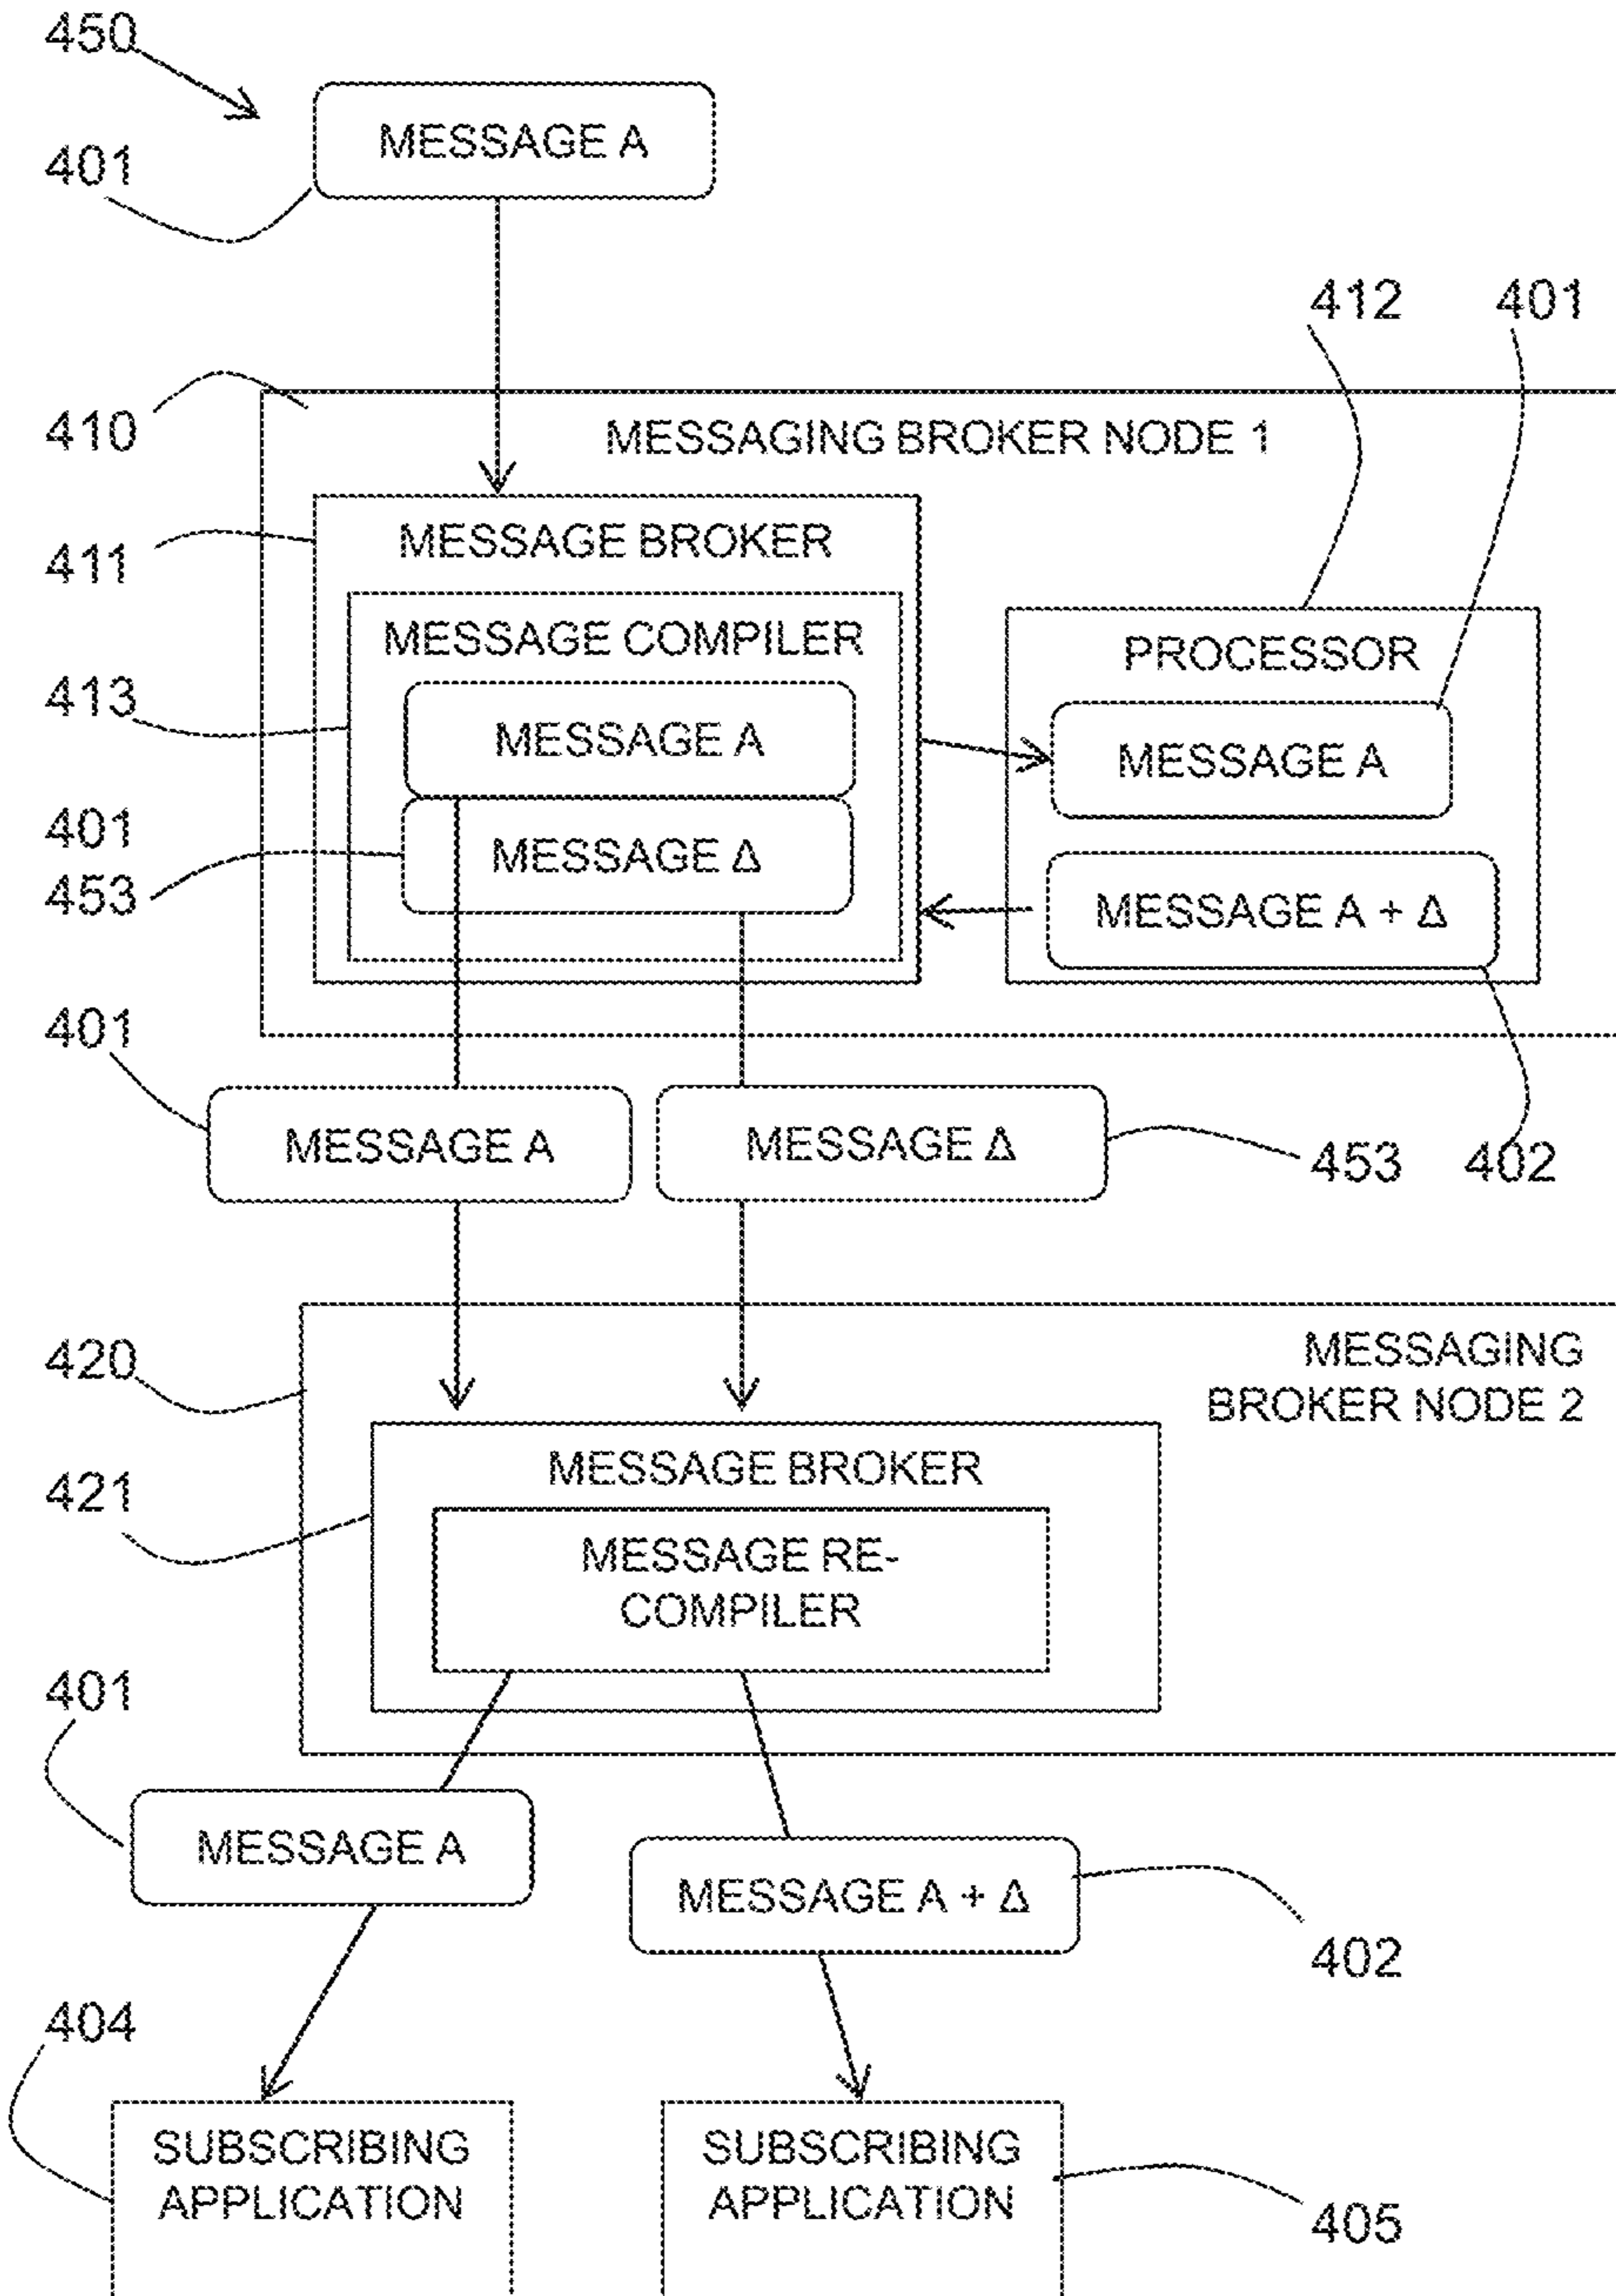 450
MESSAGE A
401
412
401
410
MESSAGING BROKER NODE 1
411
MESSAGE BROKER
MESSAGE COMPILER
PROCESSOR
413
MESSAGE A
MESSAGE A
401
MESSAGE Δ
453
MESSAGE A + Δ
401
MESSAGE A
MESSAGE Δ
453
402
420
MESSAGING
BROKER NODE 2
MESSAGE BROKER
421
MESSAGE RE-
COMPILER
401
MESSAGE A
MESSAGE A + Δ
402
404
SUBSCRIBING
APPLICATION
SUBSCRIBING
APPLICATION
405